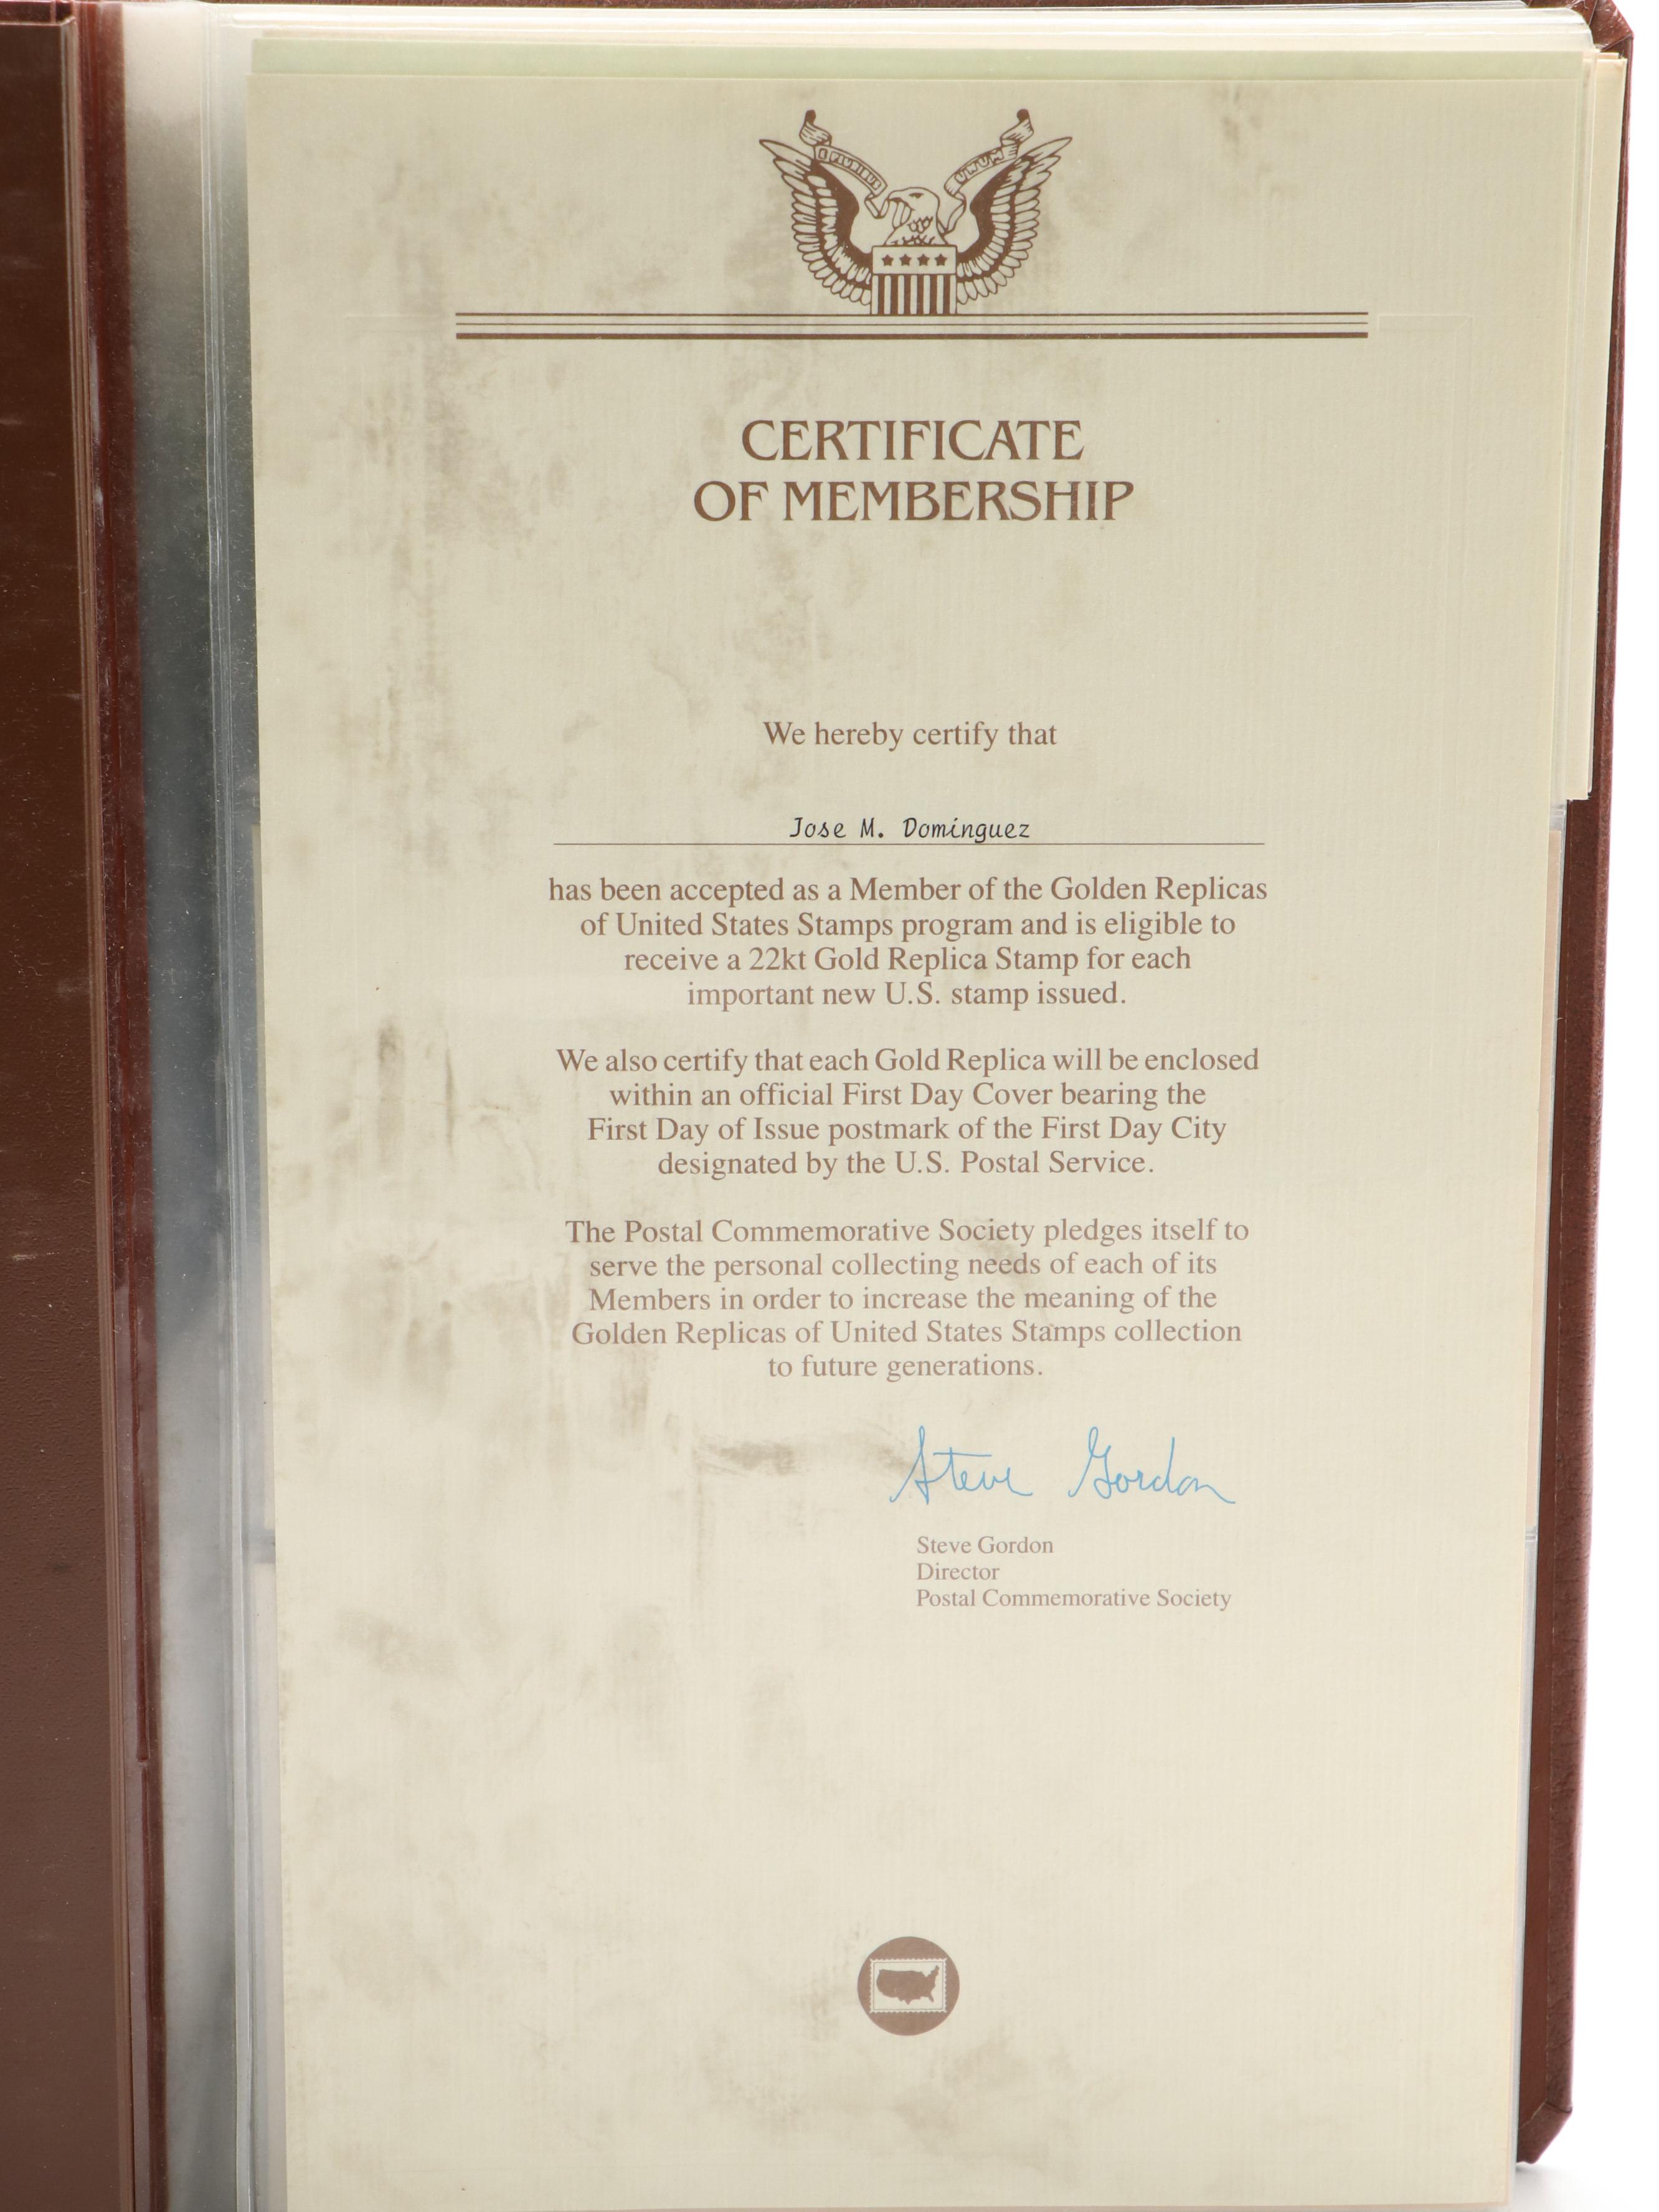 E PLURIBUS UNUM
CERTIFICATE
OF MEMBERSHIP
We hereby certify that
Jose M. Dominguez
has been accepted as a Member of the Golden Replicas
of United States Stamps program and is eligible to
receive a 22kt Gold Replica Stamp for each
important new U.S. stamp issued.
We also certify that each Gold Replica will be enclosed
within an official First Day Cover bearing the
First Day of Issue postmark of the First Day City
designated by the U.S. Postal Service.
The Postal Commemorative Society pledges itself to
serve the personal collecting needs of each of its
Members in order to increase the meaning of the
Golden Replicas of United States Stamps collection
to future generations.
Steve Gordon
Steve Gordon
Director
Postal Commemorative Society